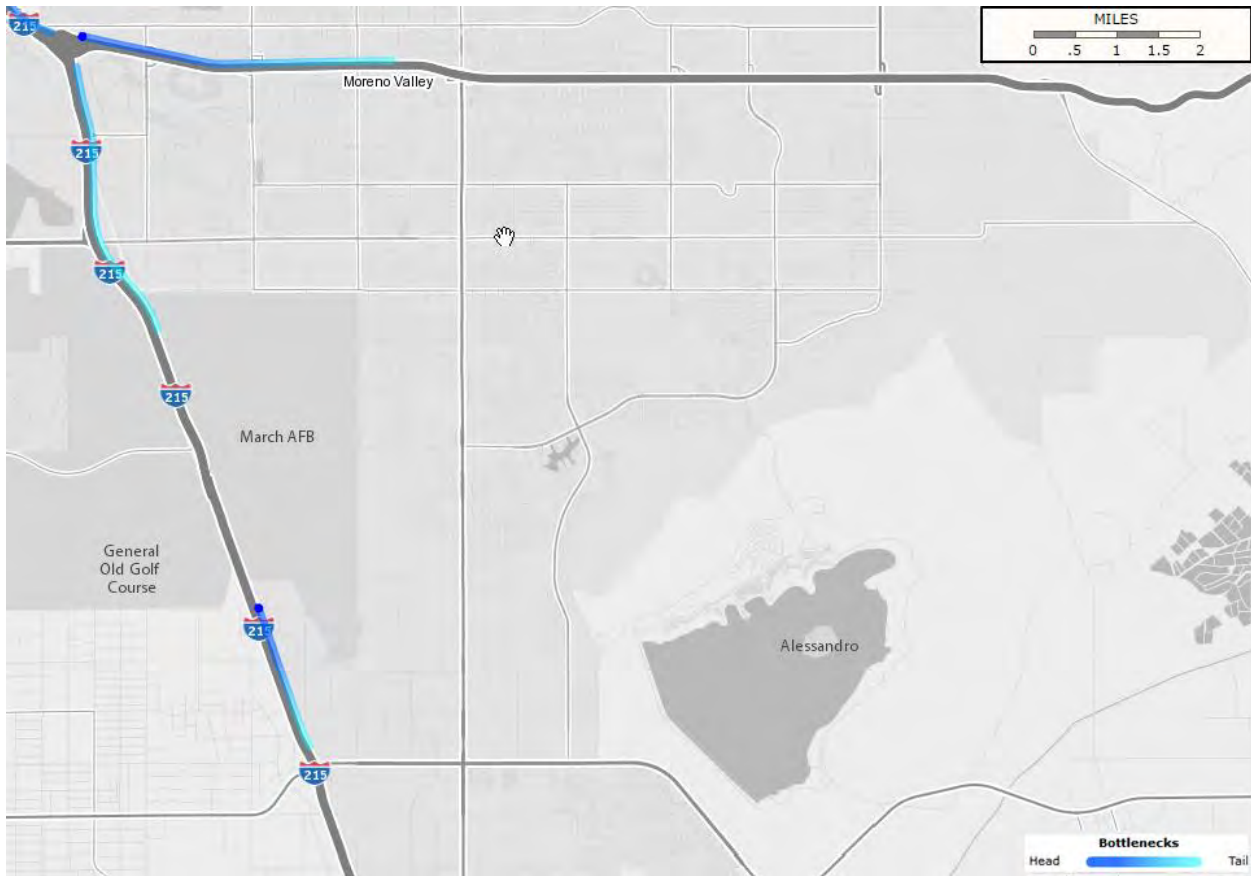 215
MILES
0 .5 1 1.5 2
Moreno Valley
215
215
215
March AFB
General
Old Golf
Course
215
Alessandro
215
Bottlenecks
Head Tail